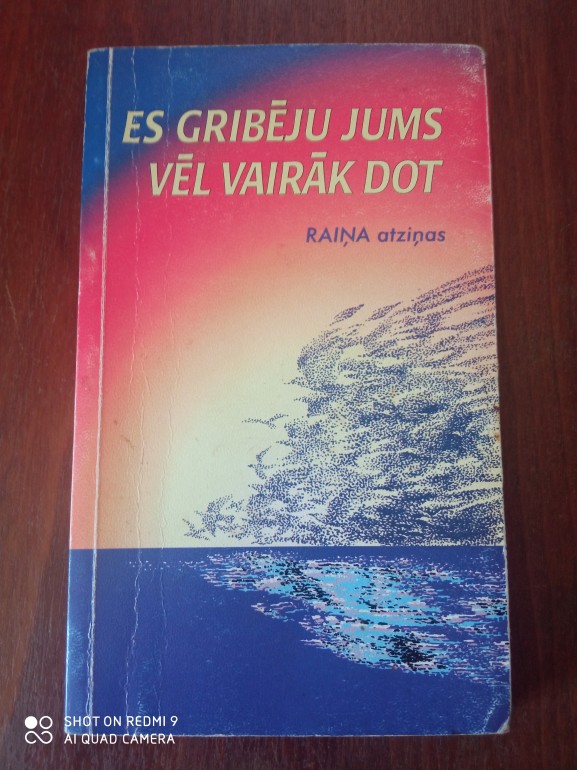 ES GRIBĒJU JUMS
VĒL VAIRĀK DOT
RAIŅA atziņas
SHOT ON REDMI 9
AI QUAD CAMERA